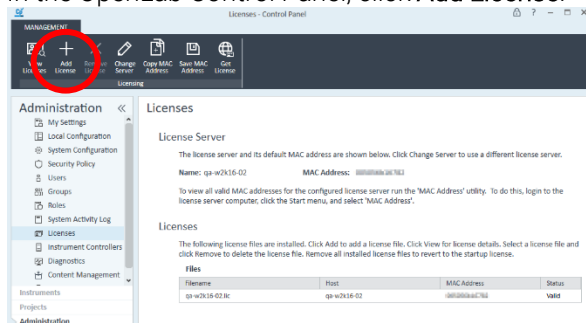 In the OpenLab Control Panel, click Add License.
Licenses - Control Panel
MANAGEMENT
View Licenses
Add License
Remove License
Change Server
Copy MAC Address
Save MAC Address
Get License
Licensing
Administration
My Settings
Local Configuration
System Configuration
Security Policy
Users
Groups
Roles
System Activity Log
Licenses
Instrument Controllers
Diagnostics
Content Management
Instruments
Projects
Administration
Licenses
License Server
The license server and its default MAC address are shown below. Click Change Server to use a different license server.
Name: qa-w2k16-02 MAC Address:
To view all valid MAC addresses for the configured license server run the 'MAC Address' utility. To do this, login to the
license server computer, click the Start menu, and select 'MAC Address'.
Licenses
The following license files are installed. Click Add to add a license file. Click View for license details. Select a license file and
click Remove to delete the license file. Remove all installed license files to revert to the startup license.
Files
Filename Host MAC Address Status
qa-w2k16-02.lic qa-w2k16-02 Valid